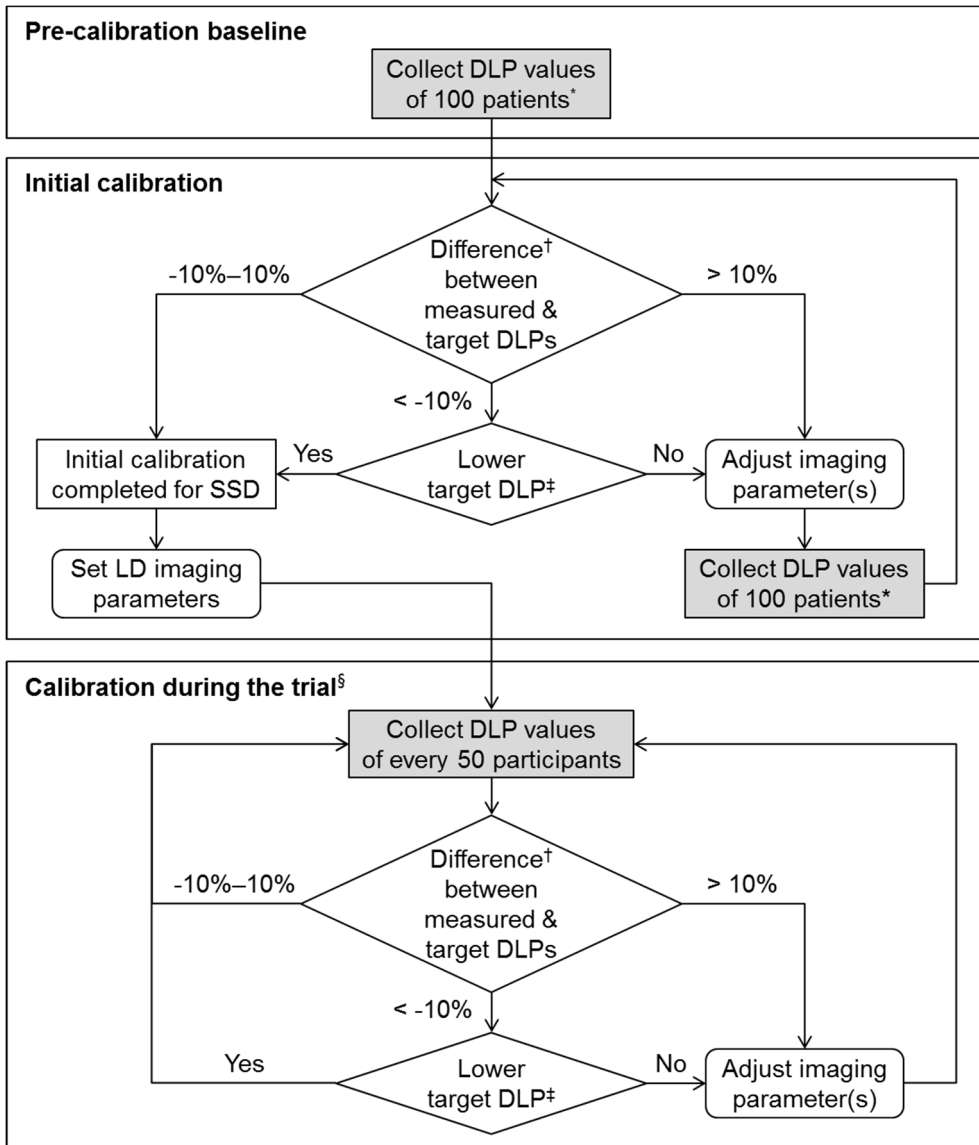 Pre-calibration baseline
Collect DLP values
of 100 patients*
Initial calibration
Difference†
between
measured &
target DLPs
-10%–10%
> 10%
< -10%
Yes
No
Initial calibration
completed for SSD
Lower
target DLP‡
Adjust imaging
parameter(s)
Set LD imaging
parameters
Collect DLP values
of 100 patients*
Calibration during the trial§
Collect DLP values
of every 50 participants
Difference†
between
measured &
target DLPs
-10%–10%
> 10%
< -10%
Yes
No
Lower
target DLP‡
Adjust imaging
parameter(s)